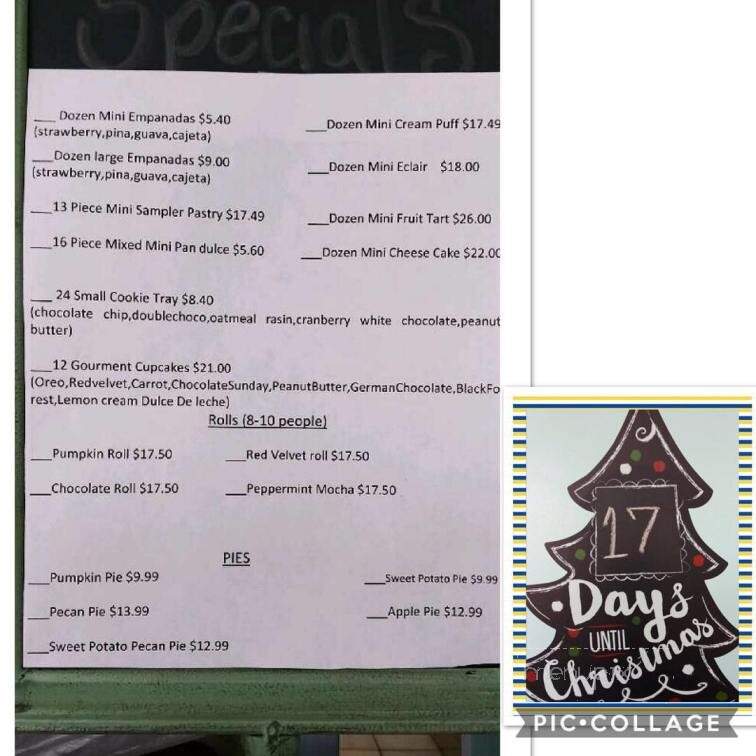 Specials
___ Dozen Mini Empanadas $5.40
(strawberry,pina,guava,cajeta)
___Dozen Mini Cream Puff $17.49
___Dozen large Empanadas $9.00
(strawberry,pina,guava,cajeta)
___Dozen Mini Eclair $18.00
___13 Piece Mini Sampler Pastry $17.49
___Dozen Mini Fruit Tart $26.00
___16 Piece Mixed Mini Pan dulce $5.60
___Dozen Mini Cheese Cake $22.00
___ 24 Small Cookie Tray $8.40
(chocolate chip,doublechoco,oatmeal rasin,cranberry white chocolate,peanut
butter)
___12 Gourment Cupcakes $21.00
(Oreo,Redvelvet,Carrot,ChocolateSunday,PeanutButter,GermanChocolate,BlackFo
rest,Lemon cream Dulce De leche)
Rolls (8-10 people)
___Pumpkin Roll $17.50
___Red Velvet roll $17.50
___Chocolate Roll $17.50
___Peppermint Mocha $17.50
PIES
___Pumpkin Pie $9.99
___Sweet Potato Pie $9.99
___Pecan Pie $13.99
___Apple Pie $12.99
___Sweet Potato Pecan Pie $12.99
17
Days
UNTIL
Christmas
PIC•COLLAGE